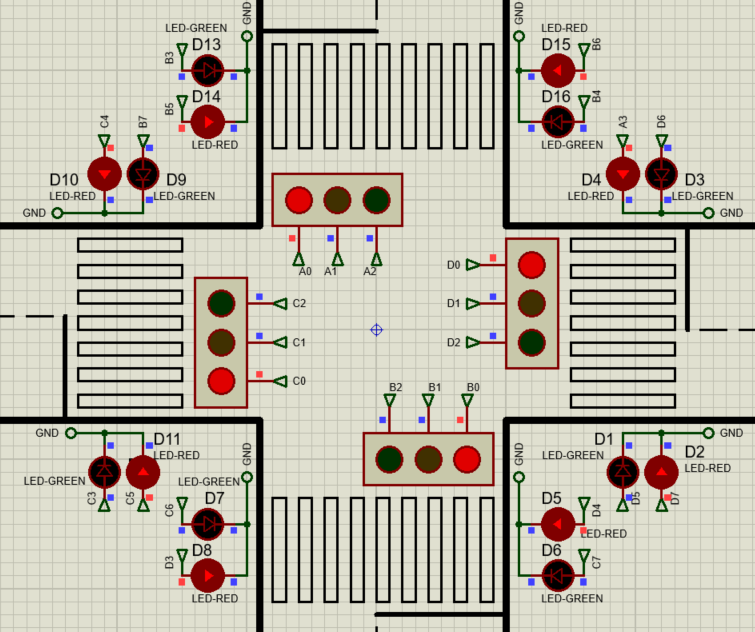 LED-GREEN
D13
B3
GND
D14
B5
LED-RED
C4
B7
D10
D9
LED-RED
LED-GREEN
GND
LED-RED
D15
B6
GND
D16
B4
LED-GREEN
A3
D6
D4
D3
LED-RED
LED-GREEN
GND
A0
A1
A2
D0
D1
D2
C2
C1
C0
B2
B1
B0
GND
D11
LED-RED
LED-GREEN
C3
C5
LED-GREEN
D7
C6
GND
D8
D3
LED-RED
GND
D1
D2
LED-GREEN
LED-RED
D5
D7
GND
D5
D4
LED-RED
D6
C7
LED-GREEN